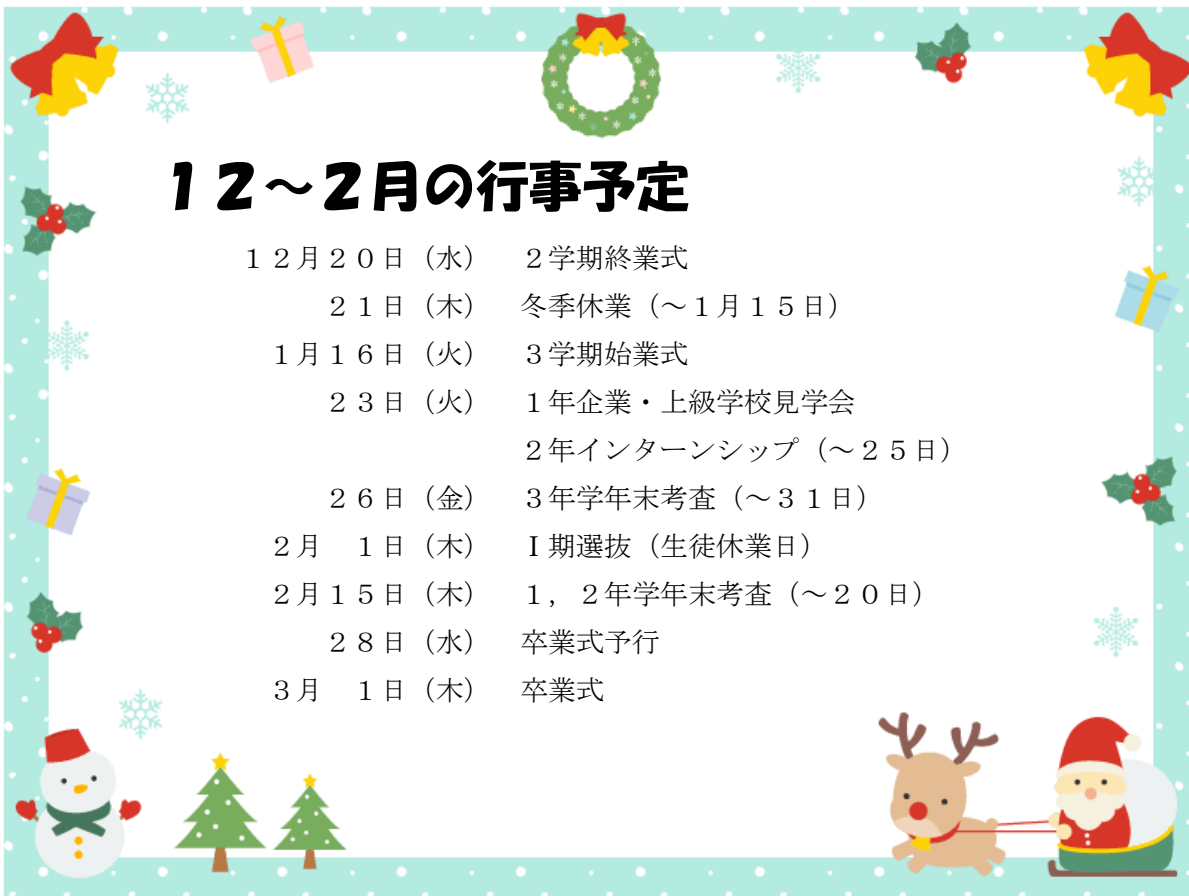 １２～２月の行事予定
１２月２０日（水）　２学期終業式
２１日（木）　冬季休業（～１月１５日）
１月１６日（火）　３学期始業式
２３日（火）　１年企業・上級学校見学会
２年インターンシップ（～２５日）
２６日（金）　３年学年末考査（～３１日）
２月　１日（木）　Ⅰ期選抜（生徒休業日）
２月１５日（木）　１，２年学年末考査（～２０日）
２８日（水）　卒業式予行
３月　１日（木）　卒業式